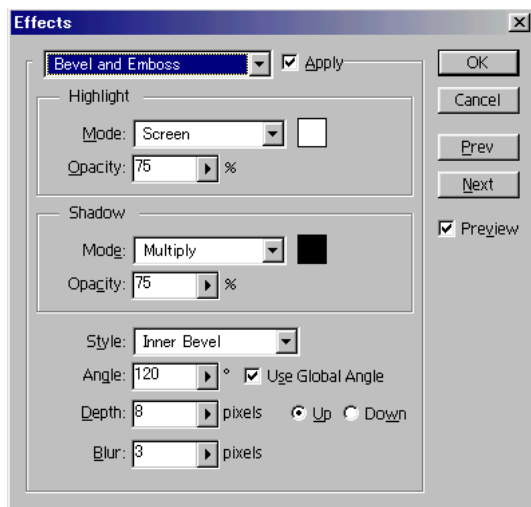 Effects
Bevel and Emboss Apply
OK
Cancel
Prev
Next
Preview
Highlight
Mode: Screen
Opacity: 75 %
Shadow
Mode: Multiply
Opacity: 75 %
Style: Inner Bevel
Angle: 120 ° Use Global Angle
Depth: 8 pixels Up Down
Blur: 3 pixels